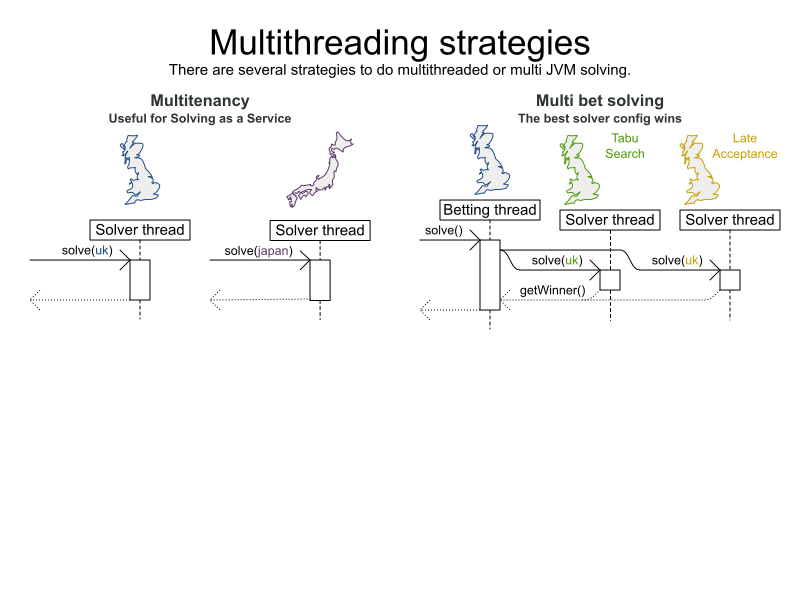 Multithreading strategies
There are several strategies to do multithreaded or multi JVM solving.
Multitenancy
Useful for Solving as a Service
Solver thread
solve(uk)
Solver thread
solve(japan)
Multi bet solving
The best solver config wins
Tabu
Search
Late
Acceptance
Betting thread
Solver thread
Solver thread
solve()
solve(uk)
solve(uk)
getWinner()